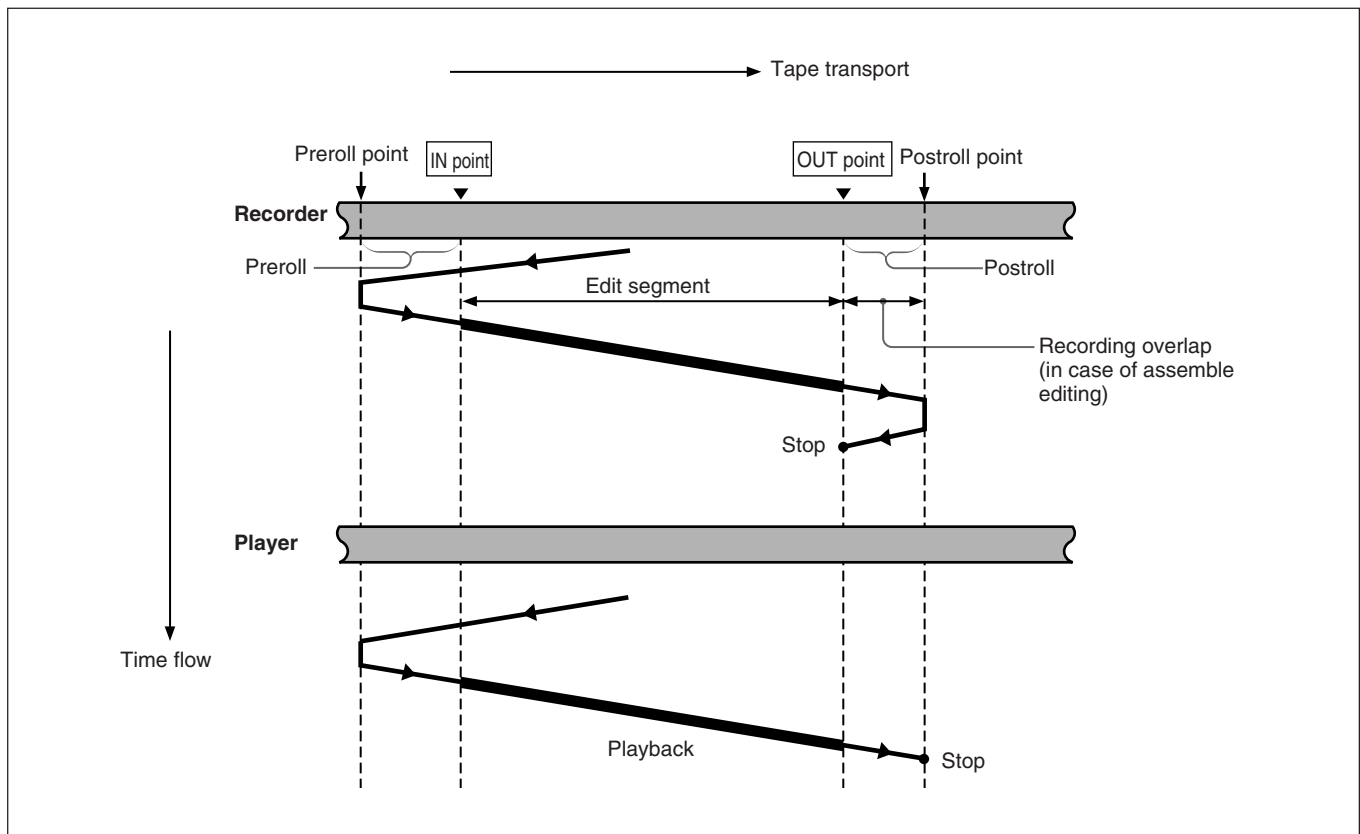 Tape transport
Preroll point
IN point
OUT point
Postroll point
Recorder
Preroll
Postroll
Edit segment
Recording overlap
(in case of assemble
editing)
Stop
Player
Time flow
Playback
Stop